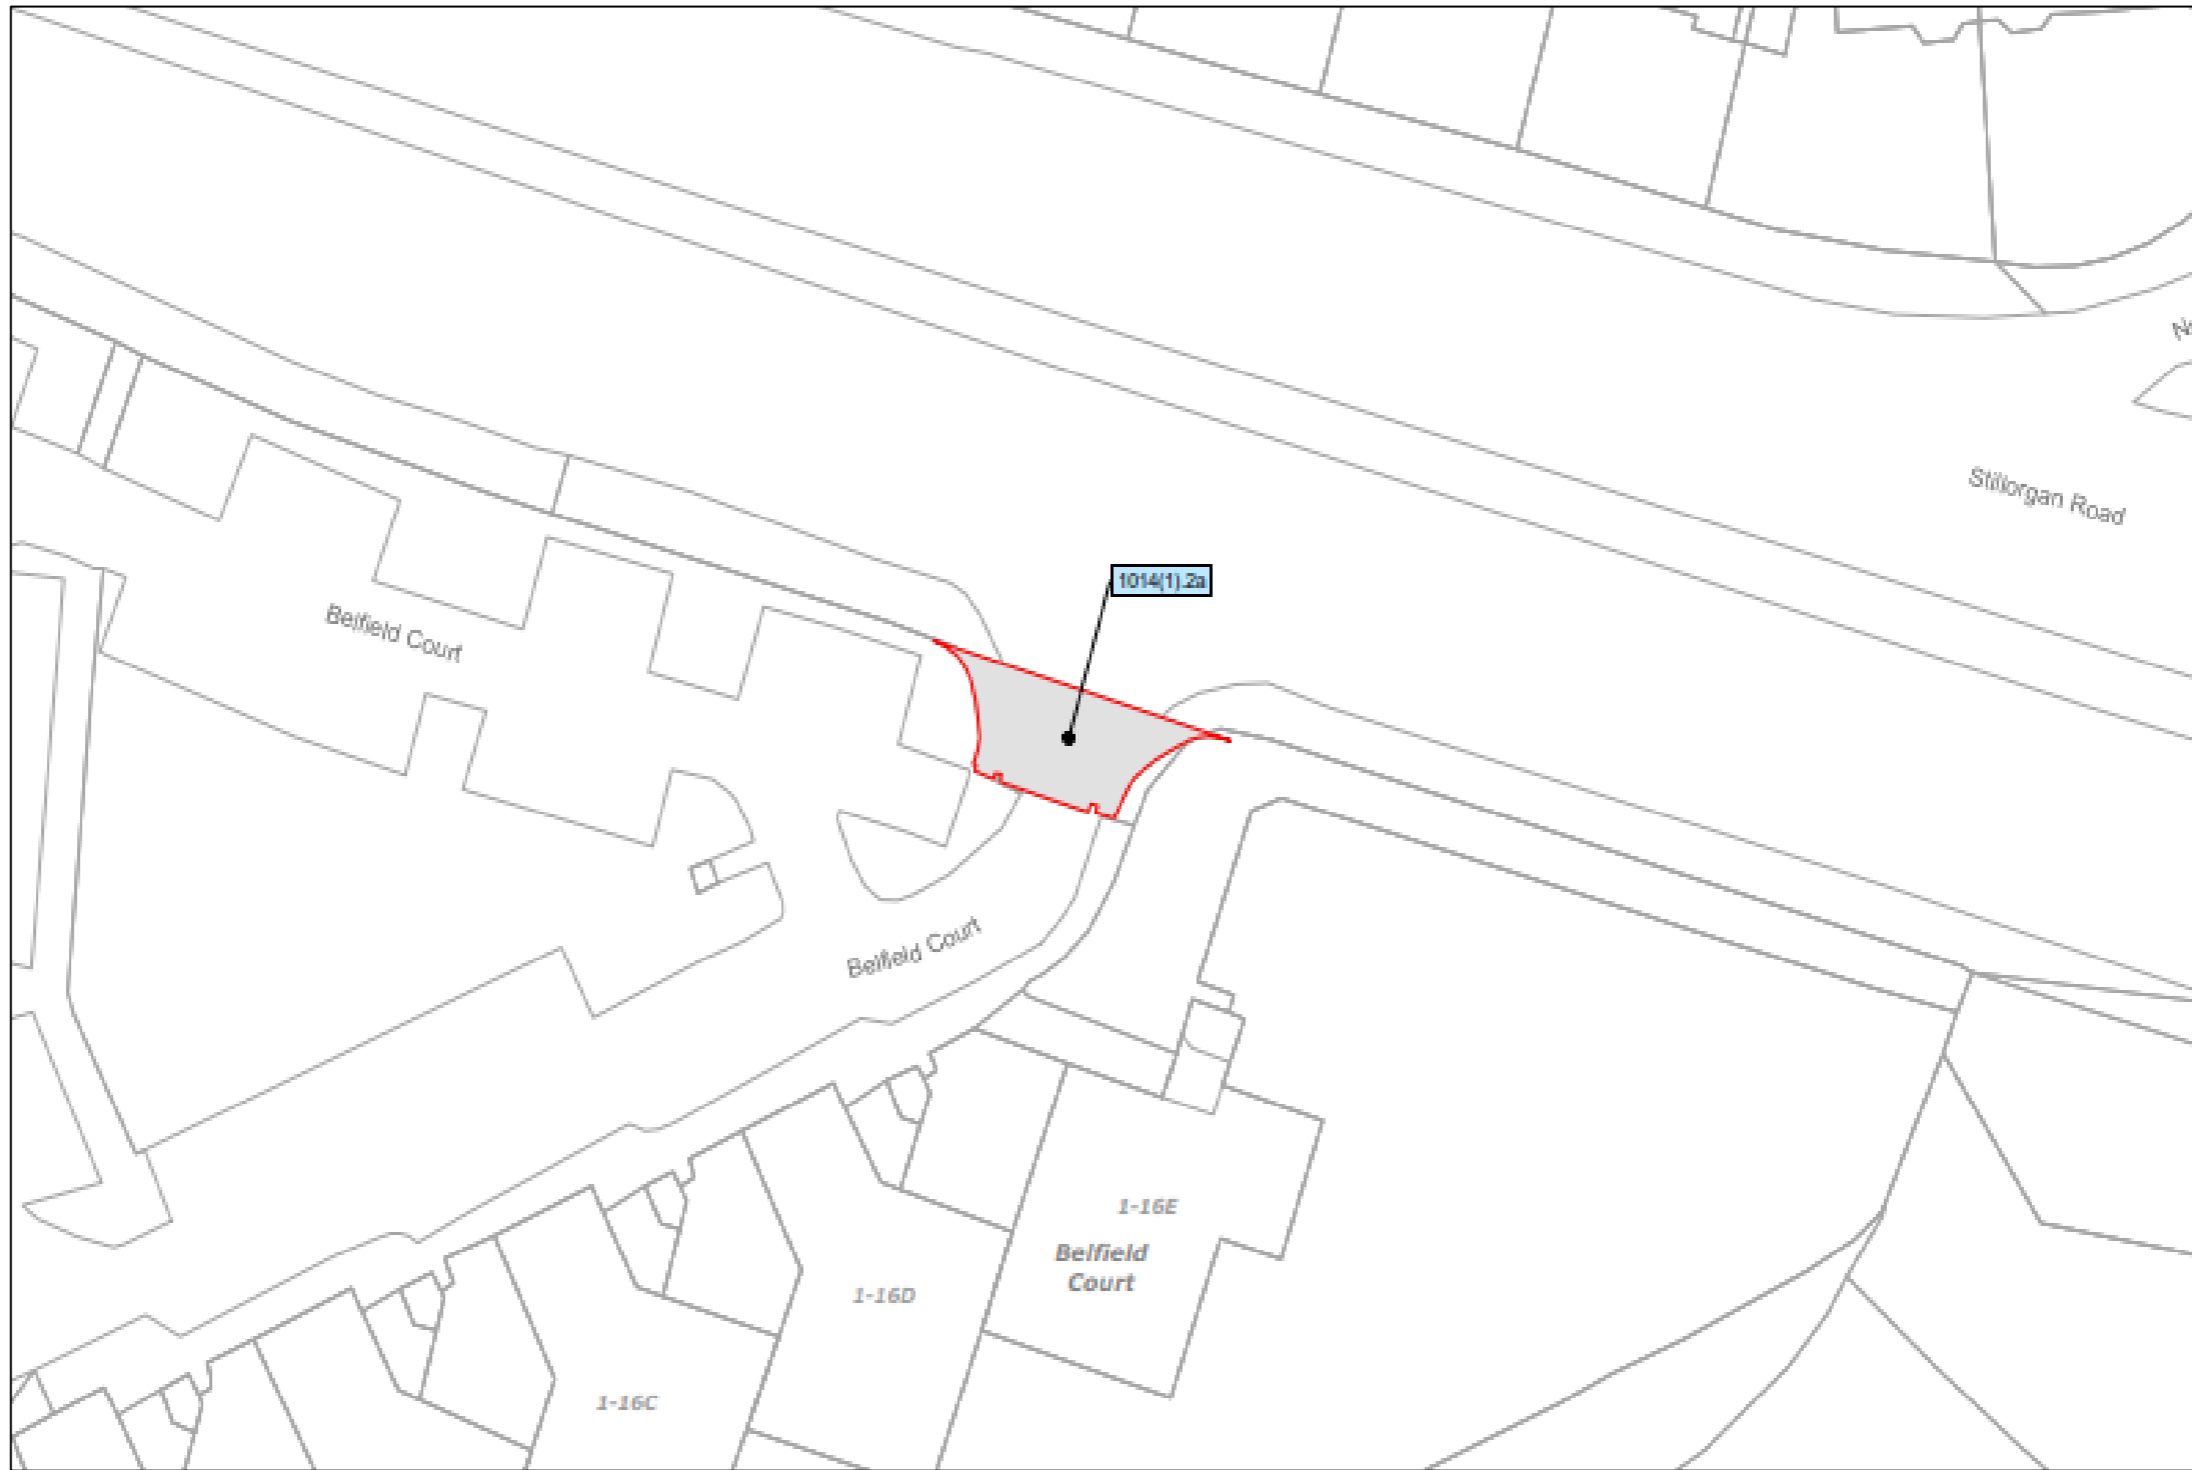 Stillorgan Road
1014(1).2a
Belfield Court
Belfield Court
1-16E
Belfield
Court
1-16D
1-16C